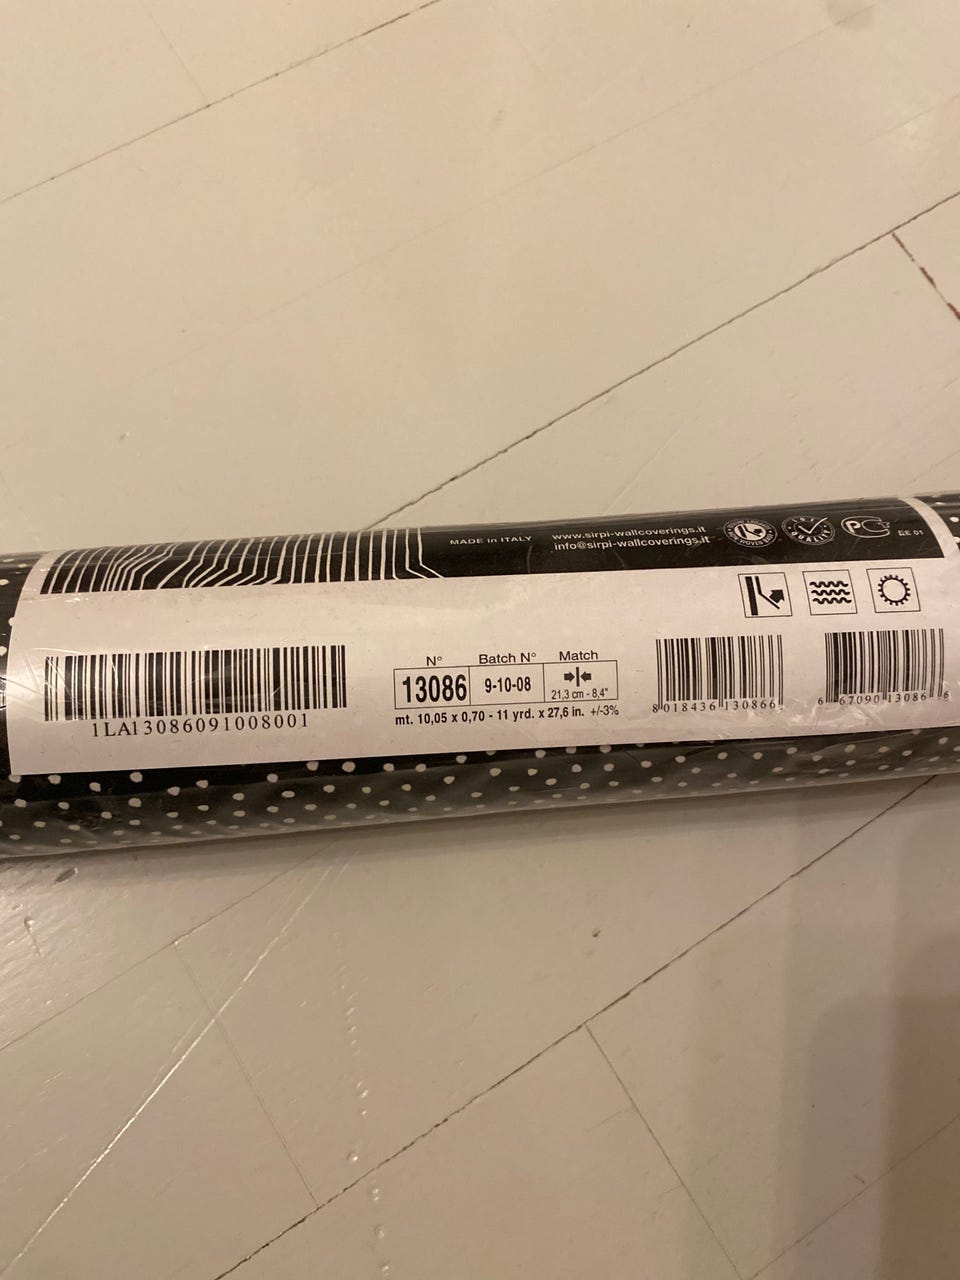 MADE in ITALY
www.sirpi-wallcoverings.it
info@sirpi-wallcoverings.it
EE 01
1LA13086091008001
N° Batch N° Match
13086 9-10-08 21,3 cm - 8,4"
mt. 10,05 x 0,70 - 11 yrd. x 27,6 in. +/-3%
8 018436 130866
6 67090 13086 6